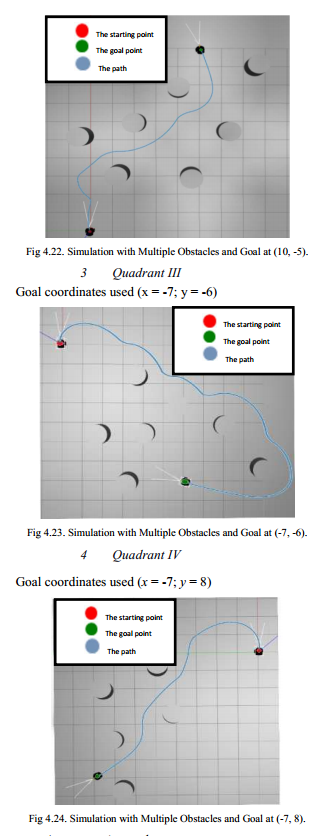 The starting point
The goal point
The path
Fig 4.22. Simulation with Multiple Obstacles and Goal at (10, -5).
3 Quadrant III
Goal coordinates used (x = -7; y = -6)
The starting point
The goal point
The path
Fig 4.23. Simulation with Multiple Obstacles and Goal at (-7, -6).
4 Quadrant IV
Goal coordinates used (x = -7; y = 8)
The starting point
The goal point
The path
Fig 4.24. Simulation with Multiple Obstacles and Goal at (-7, 8).